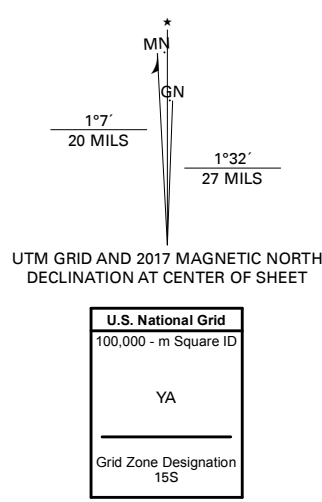 MN
GN
1°7´
20 MILS
1°32´
27 MILS
UTM GRID AND 2017 MAGNETIC NORTH
DECLINATION AT CENTER OF SHEET
U.S. National Grid
100,000 - m Square ID
YA
Grid Zone Designation
15S